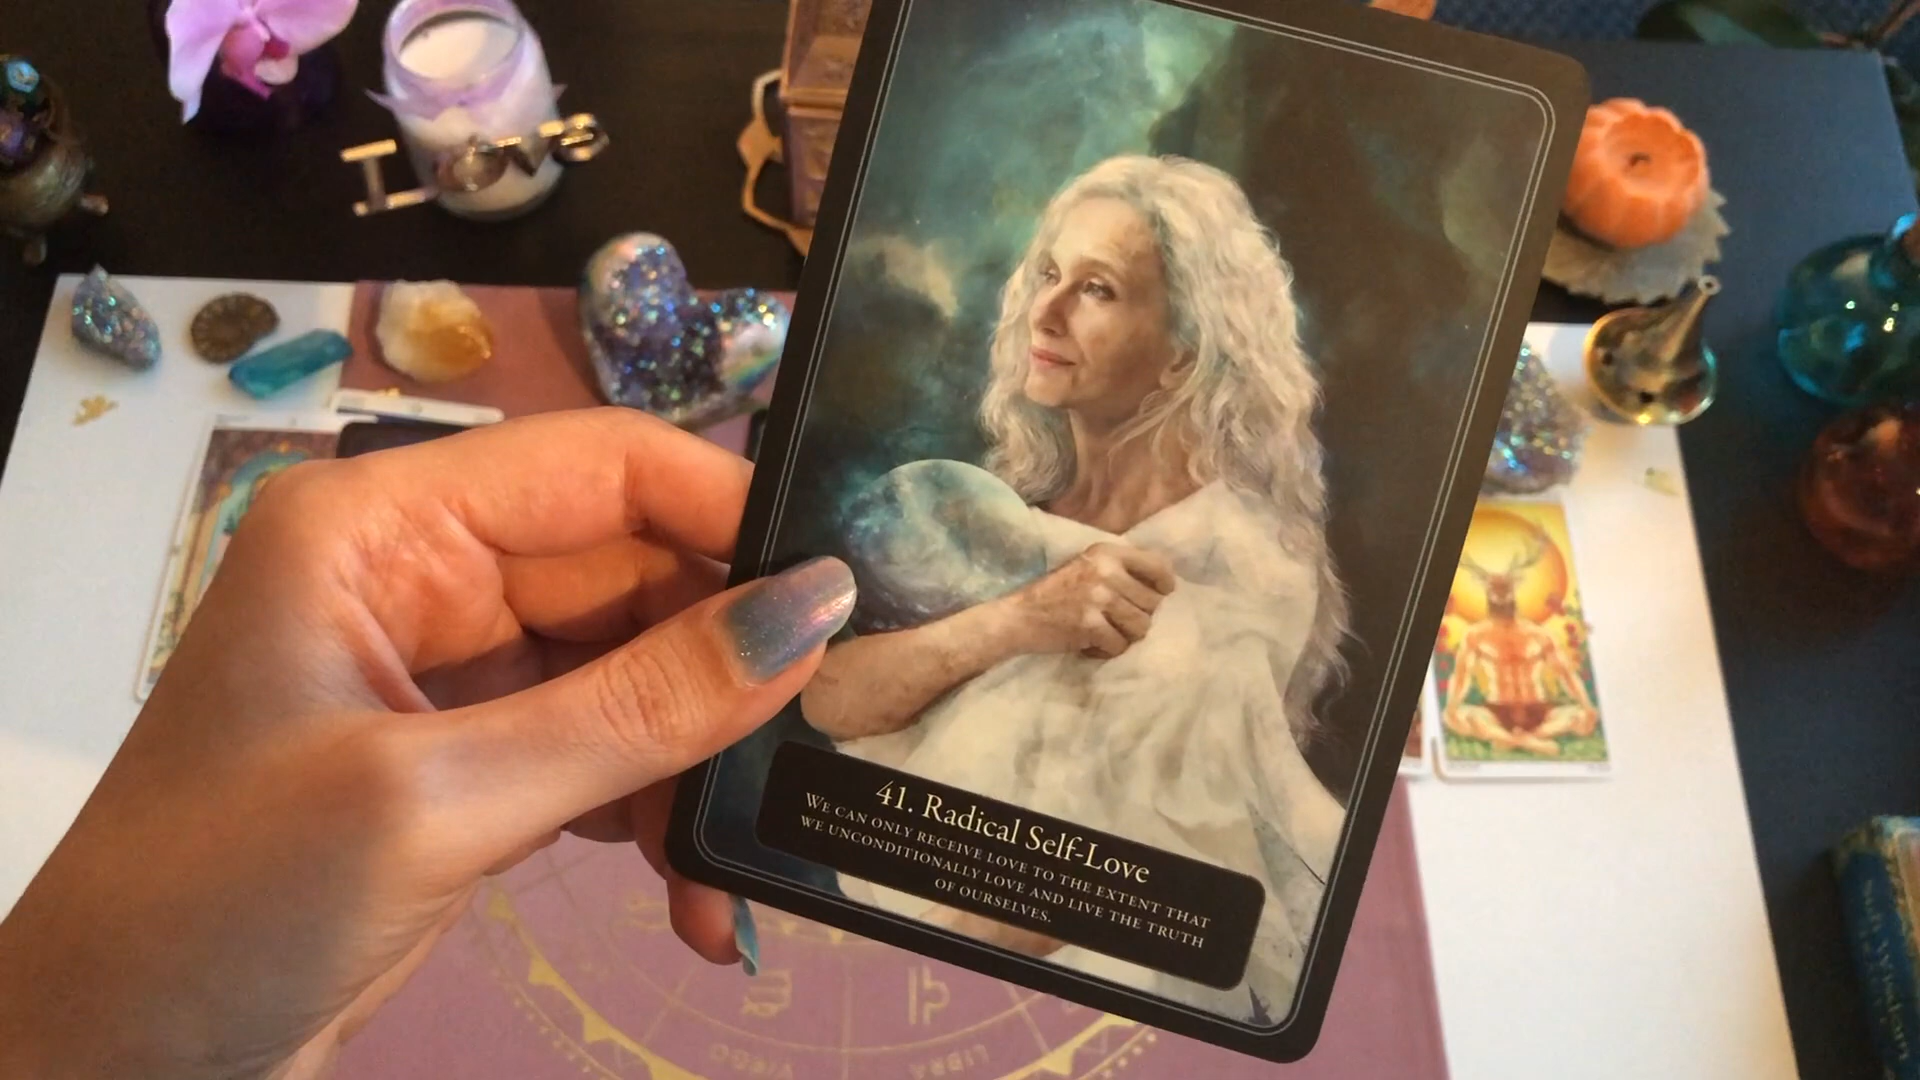 41. Radical Self-Love
We can only receive love to the extent that
we unconditionally love and live the truth
of ourselves.
VIRGO
LIBRA